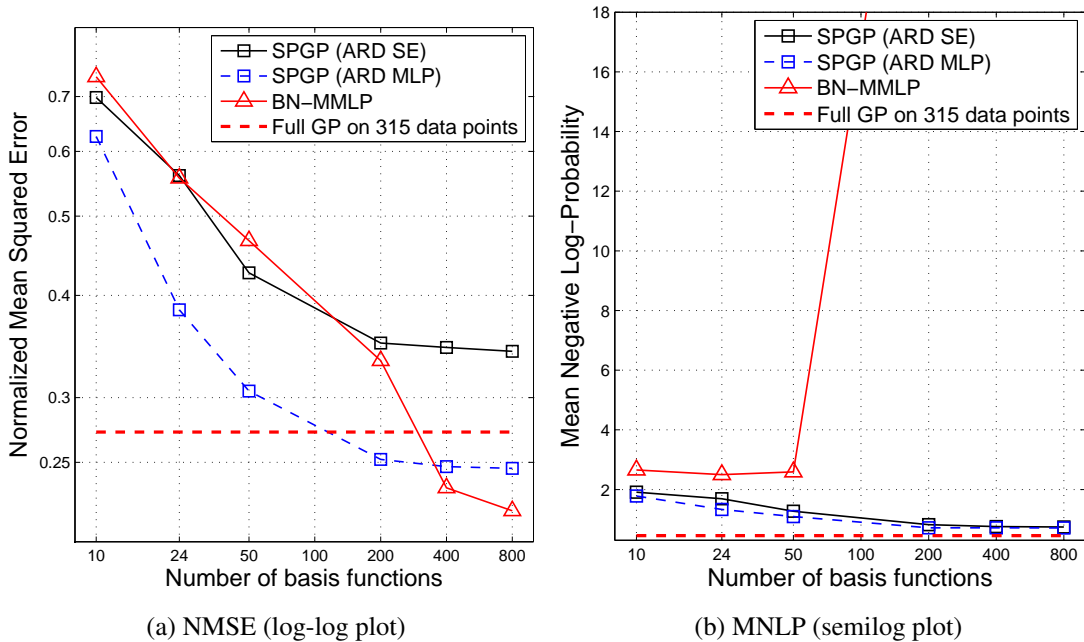 Normalized Mean Squared Error
0.7
0.6
0.5
0.4
0.3
0.25
10 24 50 100 200 400 800
Number of basis functions
SPGP (ARD SE)
SPGP (ARD MLP)
BN−MMLP
Full GP on 315 data points
(a) NMSE (log-log plot)
Mean Negative Log−Probability
18
16
14
12
10
8
6
4
2
10 24 50 100 200 400 800
Number of basis functions
SPGP (ARD SE)
SPGP (ARD MLP)
BN−MMLP
Full GP on 315 data points
(b) MNLP (semilog plot)